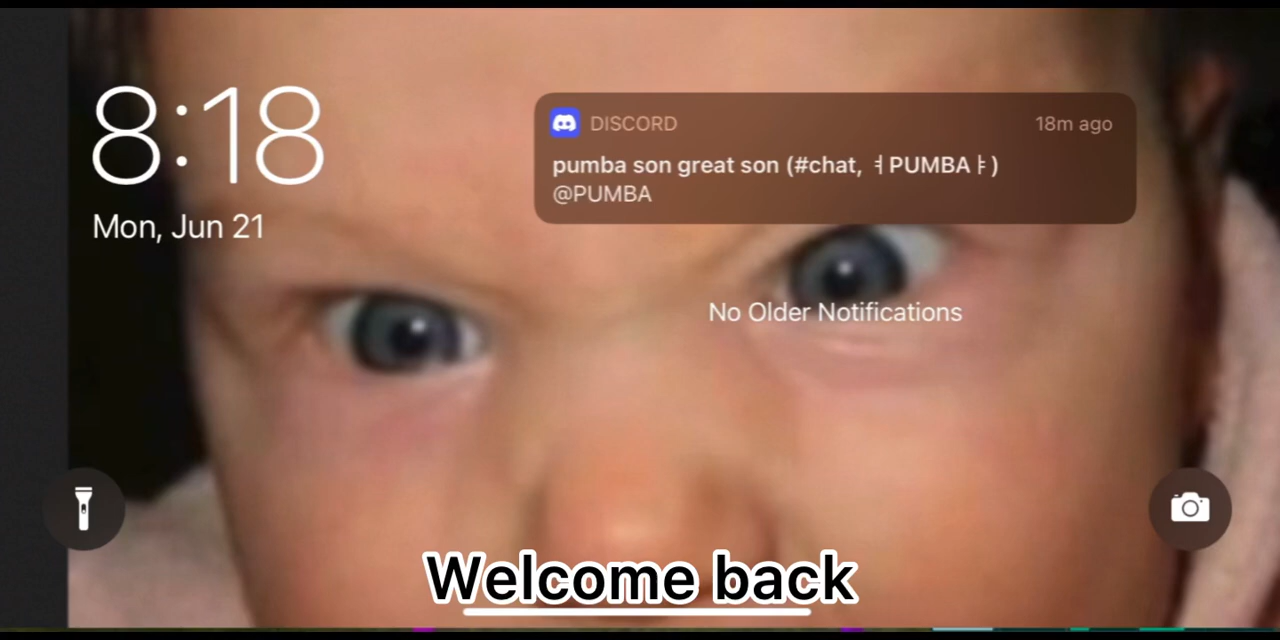 8:18
Mon, Jun 21
DISCORD
18m ago
pumba son great son (#chat, ㅕPUMBAㅑ)
@PUMBA
No Older Notifications
Welcome back